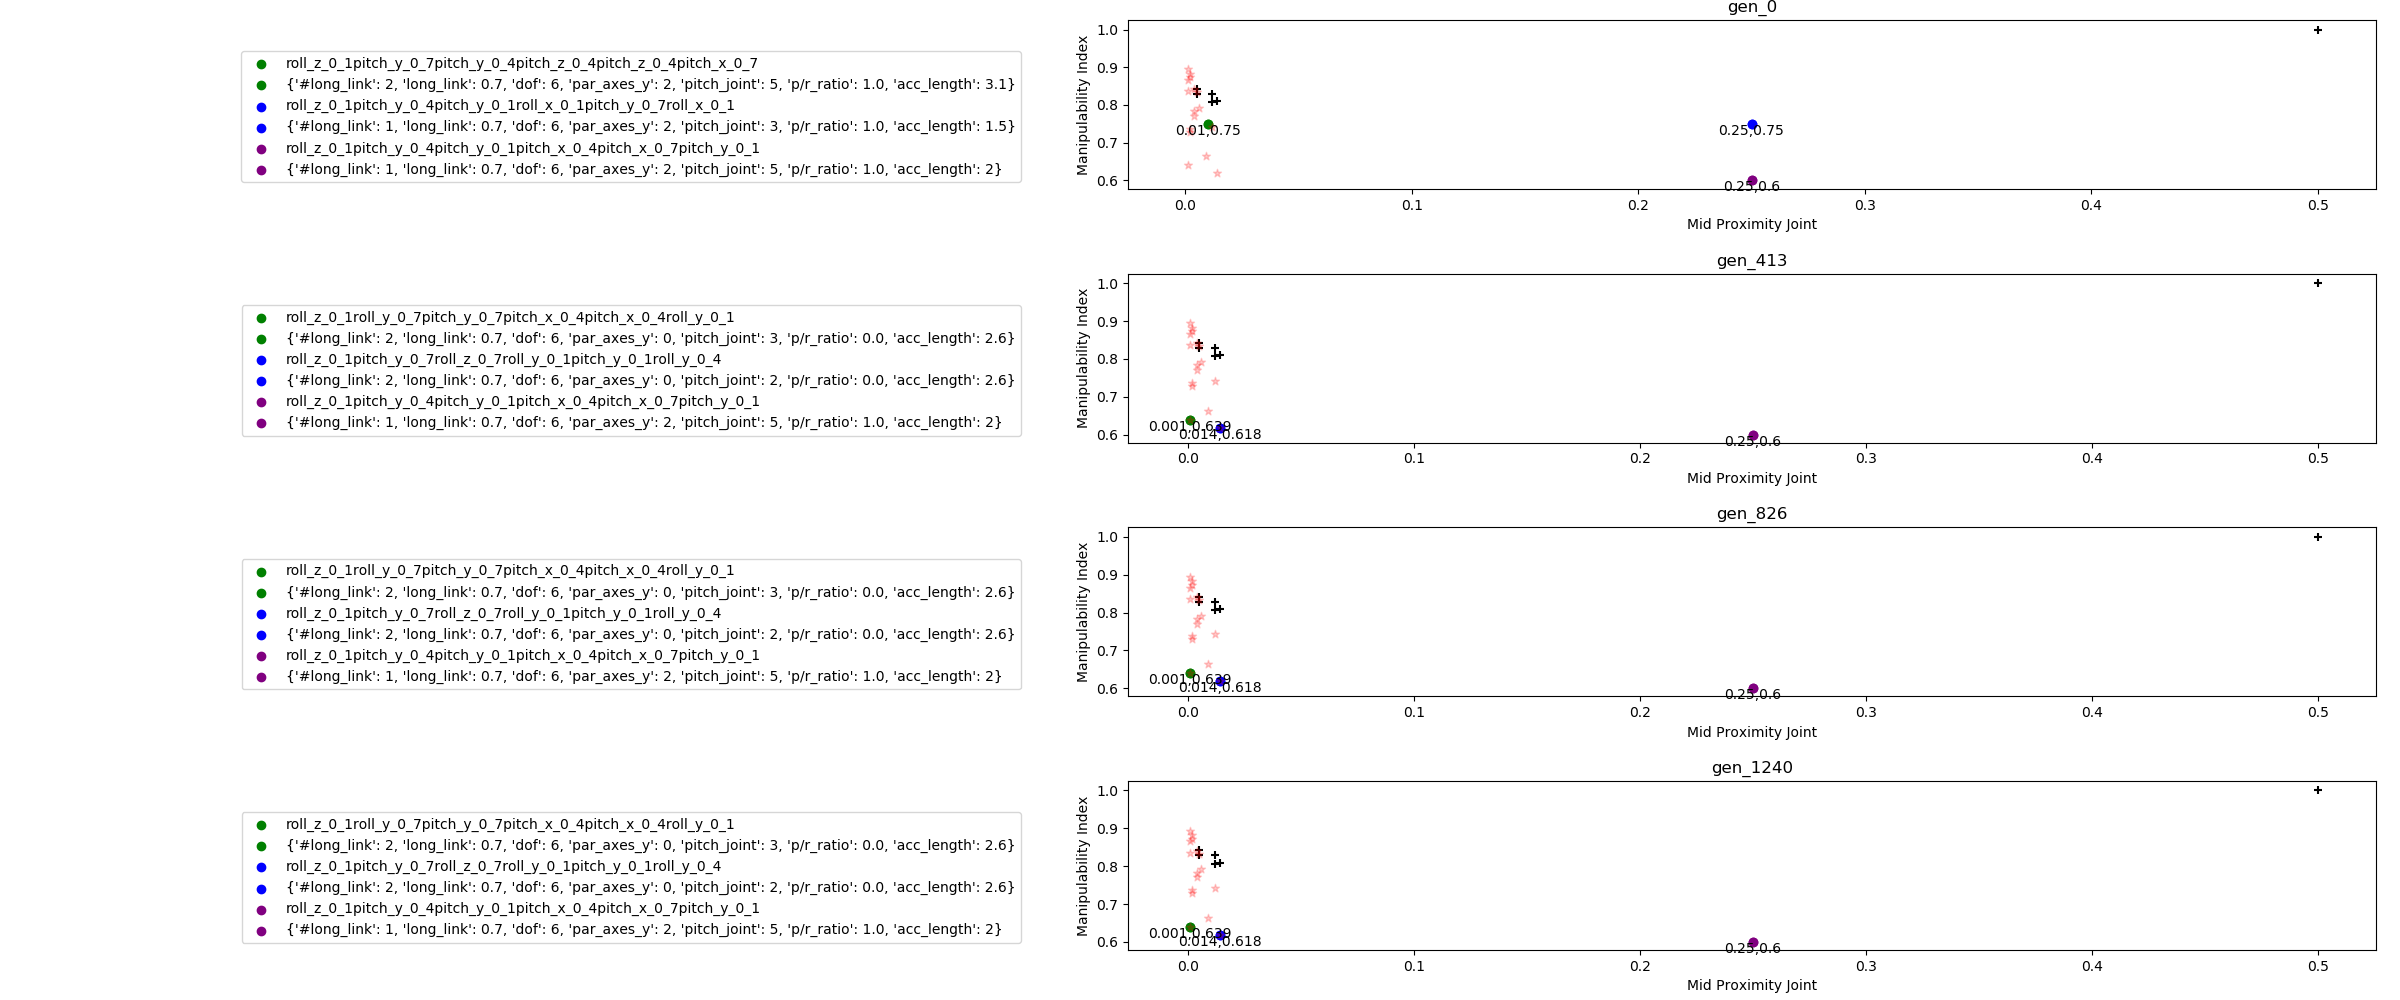 gen_0
roll_z_0_1pitch_y_0_7pitch_y_0_4pitch_z_0_4pitch_z_0_4pitch_x_0_7
{'#long_link': 2, 'long_link': 0.7, 'dof': 6, 'par_axes_y': 2, 'pitch_joint': 5, 'p/r_ratio': 1.0, 'acc_length': 3.1}
roll_z_0_1pitch_y_0_4pitch_y_0_1roll_x_0_1pitch_y_0_7roll_x_0_1
{'#long_link': 1, 'long_link': 0.7, 'dof': 6, 'par_axes_y': 2, 'pitch_joint': 3, 'p/r_ratio': 1.0, 'acc_length': 1.5}
roll_z_0_1pitch_y_0_4pitch_y_0_1pitch_x_0_4pitch_x_0_7pitch_y_0_1
{'#long_link': 1, 'long_link': 0.7, 'dof': 6, 'par_axes_y': 2, 'pitch_joint': 5, 'p/r_ratio': 1.0, 'acc_length': 2}
Manipulability Index
1.0
0.9
0.8
0.7
0.6
0.01,0.75
0.25,0.75
0.25,0.6
0.0 0.1 0.2 0.3 0.4 0.5
Mid Proximity Joint
gen_413
roll_z_0_1roll_y_0_7pitch_y_0_7pitch_x_0_4pitch_x_0_4roll_y_0_1
{'#long_link': 2, 'long_link': 0.7, 'dof': 6, 'par_axes_y': 0, 'pitch_joint': 3, 'p/r_ratio': 0.0, 'acc_length': 2.6}
roll_z_0_1pitch_y_0_7roll_z_0_7roll_y_0_1pitch_y_0_1roll_y_0_4
{'#long_link': 2, 'long_link': 0.7, 'dof': 6, 'par_axes_y': 0, 'pitch_joint': 2, 'p/r_ratio': 0.0, 'acc_length': 2.6}
roll_z_0_1pitch_y_0_4pitch_y_0_1pitch_x_0_4pitch_x_0_7pitch_y_0_1
{'#long_link': 1, 'long_link': 0.7, 'dof': 6, 'par_axes_y': 2, 'pitch_joint': 5, 'p/r_ratio': 1.0, 'acc_length': 2}
Manipulability Index
1.0
0.9
0.8
0.7
0.6
0.001,0.639
0.014,0.618
0.25,0.6
0.0 0.1 0.2 0.3 0.4 0.5
Mid Proximity Joint
gen_826
roll_z_0_1roll_y_0_7pitch_y_0_7pitch_x_0_4pitch_x_0_4roll_y_0_1
{'#long_link': 2, 'long_link': 0.7, 'dof': 6, 'par_axes_y': 0, 'pitch_joint': 3, 'p/r_ratio': 0.0, 'acc_length': 2.6}
roll_z_0_1pitch_y_0_7roll_z_0_7roll_y_0_1pitch_y_0_1roll_y_0_4
{'#long_link': 2, 'long_link': 0.7, 'dof': 6, 'par_axes_y': 0, 'pitch_joint': 2, 'p/r_ratio': 0.0, 'acc_length': 2.6}
roll_z_0_1pitch_y_0_4pitch_y_0_1pitch_x_0_4pitch_x_0_7pitch_y_0_1
{'#long_link': 1, 'long_link': 0.7, 'dof': 6, 'par_axes_y': 2, 'pitch_joint': 5, 'p/r_ratio': 1.0, 'acc_length': 2}
Manipulability Index
1.0
0.9
0.8
0.7
0.6
0.001,0.639
0.014,0.618
0.25,0.6
0.0 0.1 0.2 0.3 0.4 0.5
Mid Proximity Joint
gen_1240
roll_z_0_1roll_y_0_7pitch_y_0_7pitch_x_0_4pitch_x_0_4roll_y_0_1
{'#long_link': 2, 'long_link': 0.7, 'dof': 6, 'par_axes_y': 0, 'pitch_joint': 3, 'p/r_ratio': 0.0, 'acc_length': 2.6}
roll_z_0_1pitch_y_0_7roll_z_0_7roll_y_0_1pitch_y_0_1roll_y_0_4
{'#long_link': 2, 'long_link': 0.7, 'dof': 6, 'par_axes_y': 0, 'pitch_joint': 2, 'p/r_ratio': 0.0, 'acc_length': 2.6}
roll_z_0_1pitch_y_0_4pitch_y_0_1pitch_x_0_4pitch_x_0_7pitch_y_0_1
{'#long_link': 1, 'long_link': 0.7, 'dof': 6, 'par_axes_y': 2, 'pitch_joint': 5, 'p/r_ratio': 1.0, 'acc_length': 2}
Manipulability Index
1.0
0.9
0.8
0.7
0.6
0.001,0.639
0.014,0.618
0.25,0.6
0.0 0.1 0.2 0.3 0.4 0.5
Mid Proximity Joint